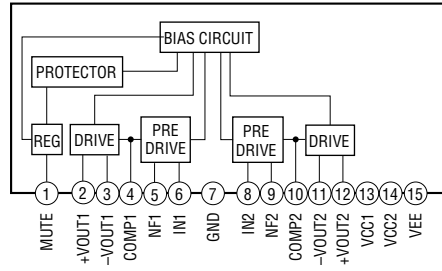 BIAS CIRCUIT
PROTECTOR
REG
DRIVE
PRE
DRIVE
PRE
DRIVE
DRIVE
1
2
3
4
5
6
7
8
9
10
11
12
13
14
15
MUTE
+VOUT1
–VOUT1
COMP1
NF1
IN1
GND
IN2
NF2
COMP2
–VOUT2
+VOUT2
VCC1
VCC2
VEE